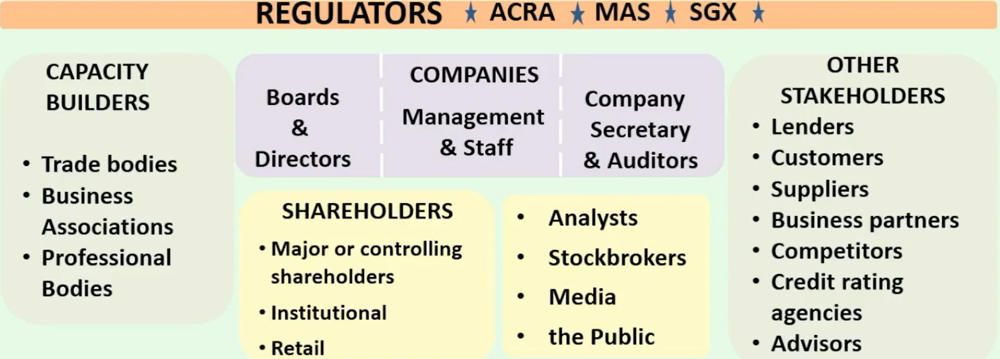 REGULATORS ★ ACRA ★ MAS ★ SGX ★
CAPACITY
BUILDERS
• Trade bodies
• Business
Associations
• Professional
Bodies
Boards
&
Directors
COMPANIES
Management
& Staff
Company
Secretary
& Auditors
SHAREHOLDERS
• Major or controlling
shareholders
• Institutional
• Retail
• Analysts
• Stockbrokers
• Media
• the Public
OTHER
STAKEHOLDERS
• Lenders
• Customers
• Suppliers
• Business partners
• Competitors
• Credit rating
agencies
• Advisors